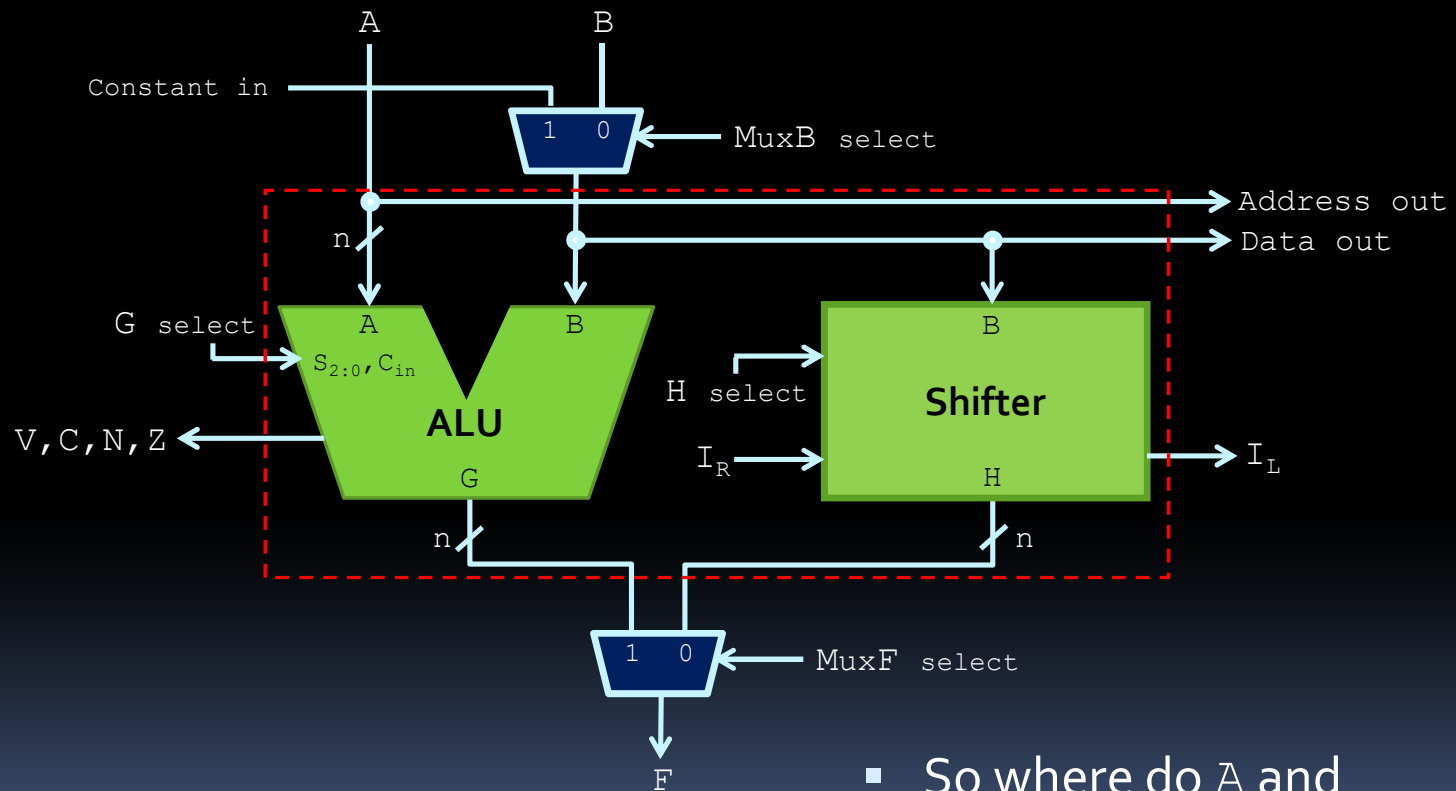 A B
Constant in
1 0
MuxB select
Address out
n
Data out
G select
A B B
S2:0,Cin
H select
Shifter
ALU
V,C,N,Z
IR
IL
G H
n n
1 0
MuxF select
F
▪ So where do A and